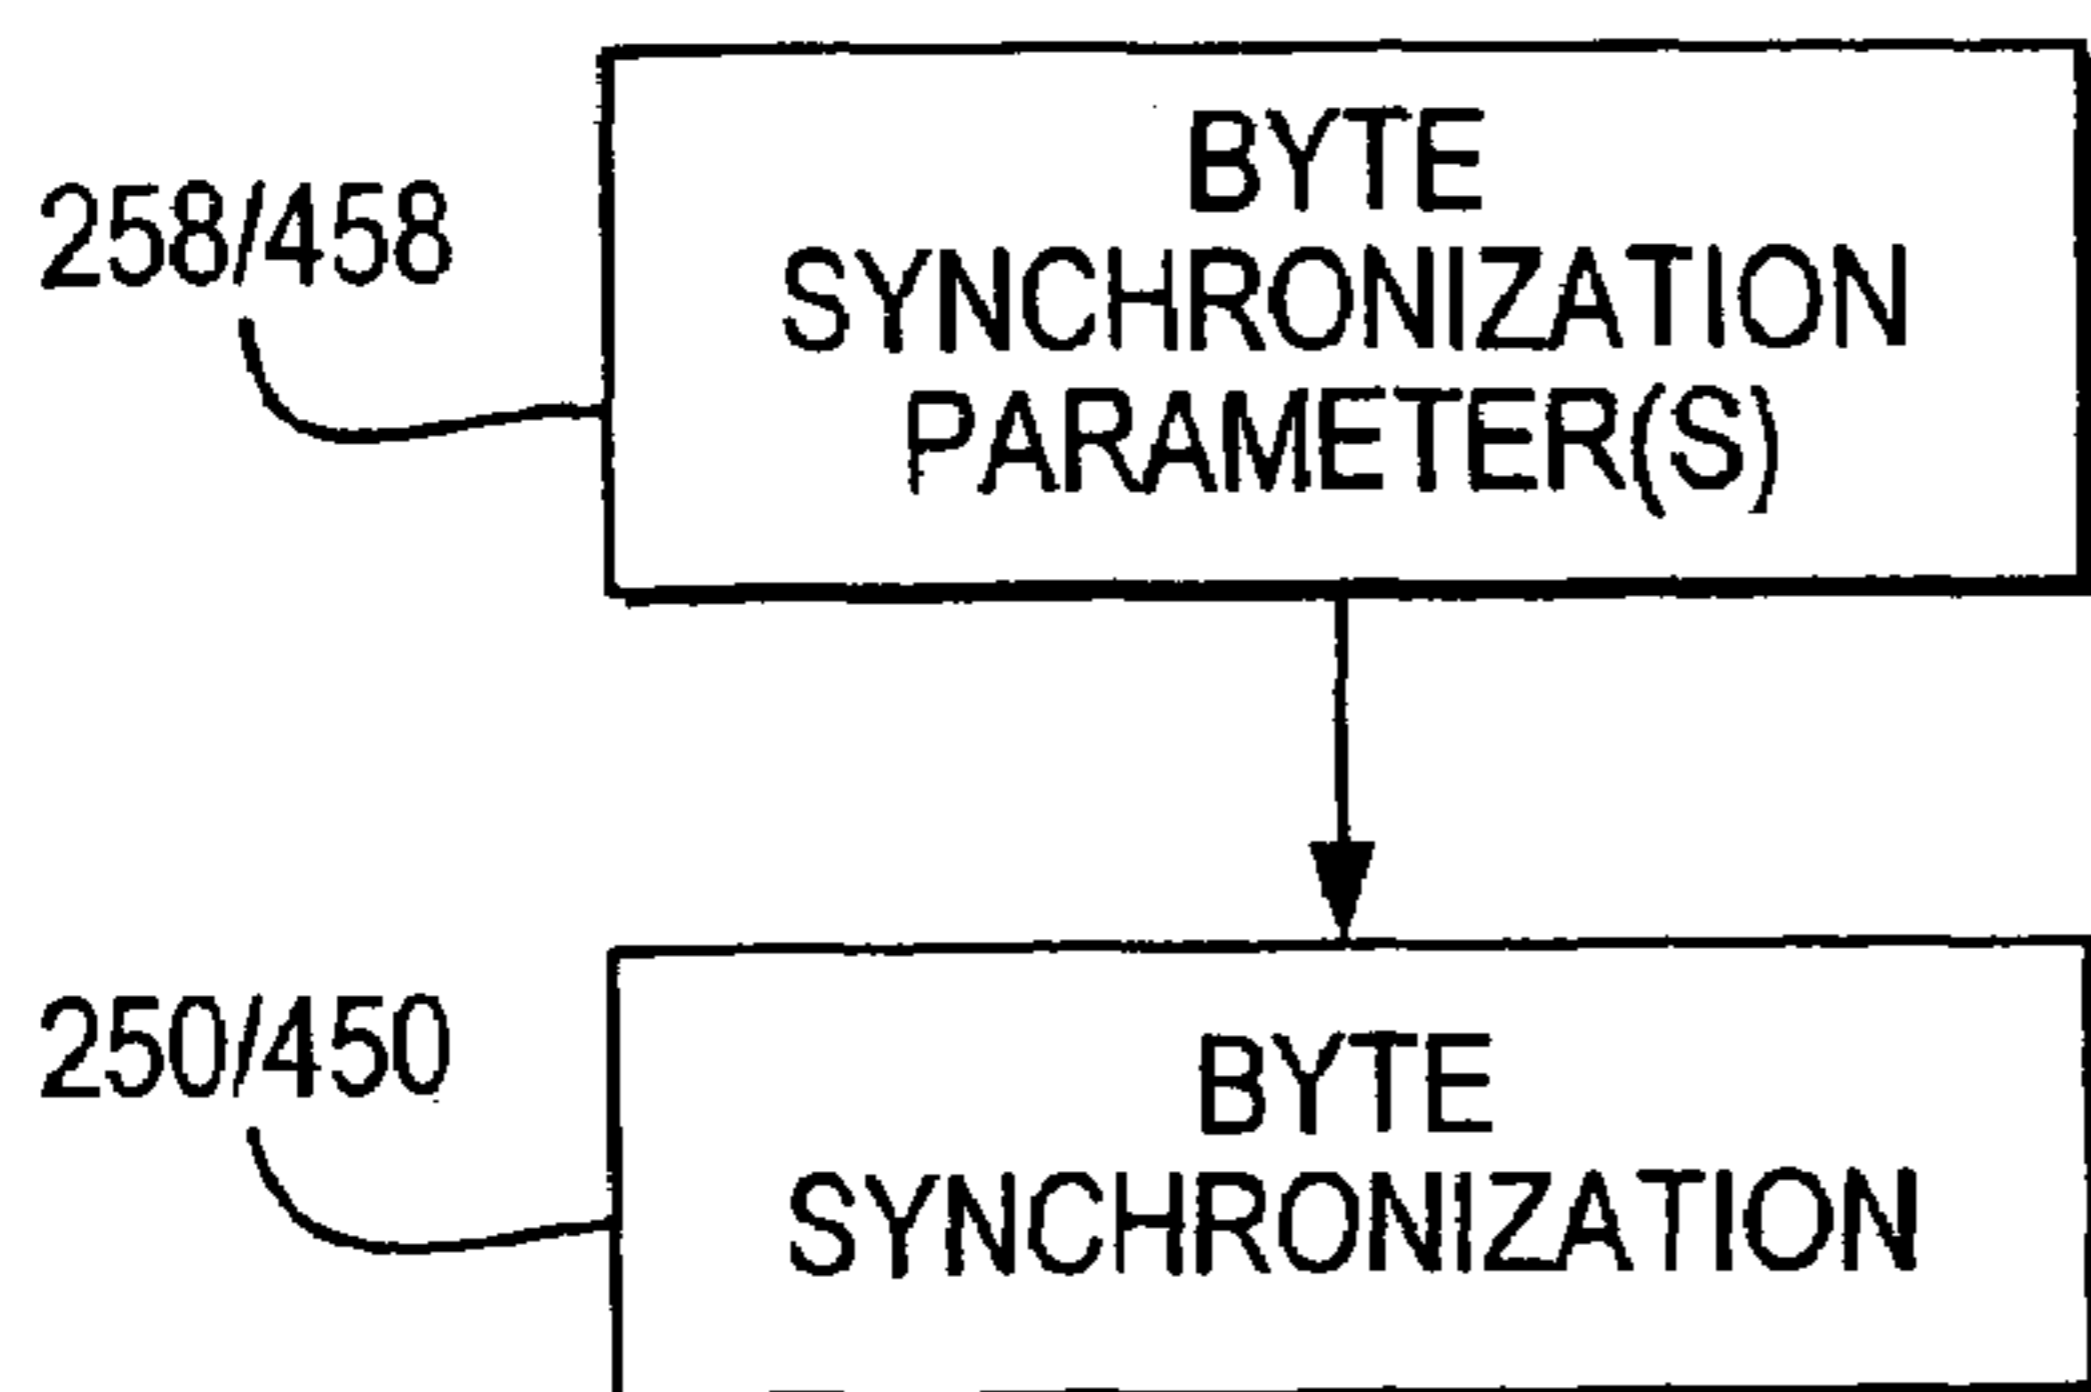 BYTE
258/458
SYNCHRONIZATION
PARAMETER(S)
250/450
BYTE
SYNCHRONIZATION